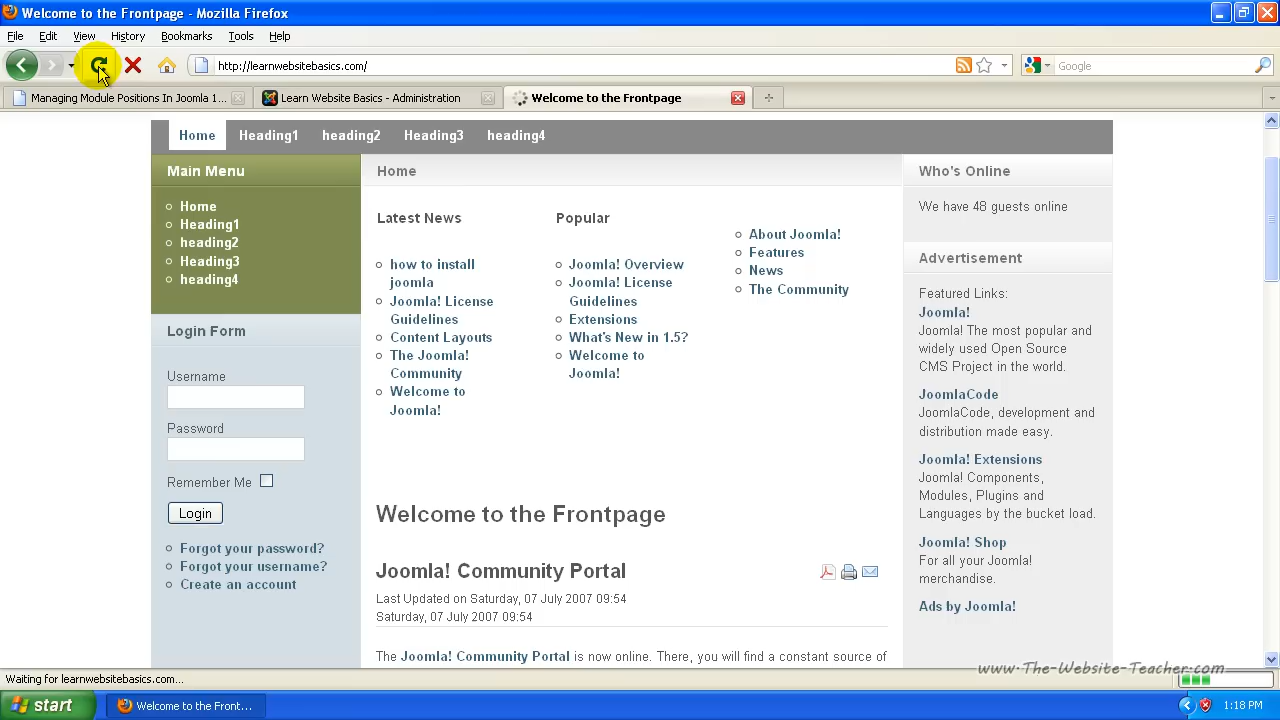 Welcome to the Frontpage - Mozilla Firefox
File Edit View History Bookmarks Tools Help
http://learnwebsitebasics.com/
Google
Managing Module Positions In Joomla 1...
Learn Website Basics - Administration
Welcome to the Frontpage
Home Heading1 heading2 Heading3 heading4
Main Menu
Home
Heading1
heading2
Heading3
heading4
Login Form
Username
Password
Remember Me
Login
Forgot your password?
Forgot your username?
Create an account
Home
Latest News
how to install
joomla
Joomla! License
Guidelines
Content Layouts
The Joomla!
Community
Welcome to
Joomla!
Popular
Joomla! Overview
Joomla! License
Guidelines
Extensions
What's New in 1.5?
Welcome to
Joomla!
About Joomla!
Features
News
The Community
Welcome to the Frontpage
Joomla! Community Portal
Last Updated on Saturday, 07 July 2007 09:54
Saturday, 07 July 2007 09:54
The Joomla! Community Portal is now online. There, you will find a constant source of
Who's Online
We have 48 guests online
Advertisement
Featured Links:
Joomla!
Joomla! The most popular and
widely used Open Source
CMS Project in the world.
JoomlaCode
JoomlaCode, development and
distribution made easy.
Joomla! Extensions
Joomla! Components,
Modules, Plugins and
Languages by the bucket load.
Joomla! Shop
For all your Joomla!
merchandise.
Ads by Joomla!
www.The-Website-Teacher.com
Waiting for learnwebsitebasics.com...
start
Welcome to the Front...
1:18 PM